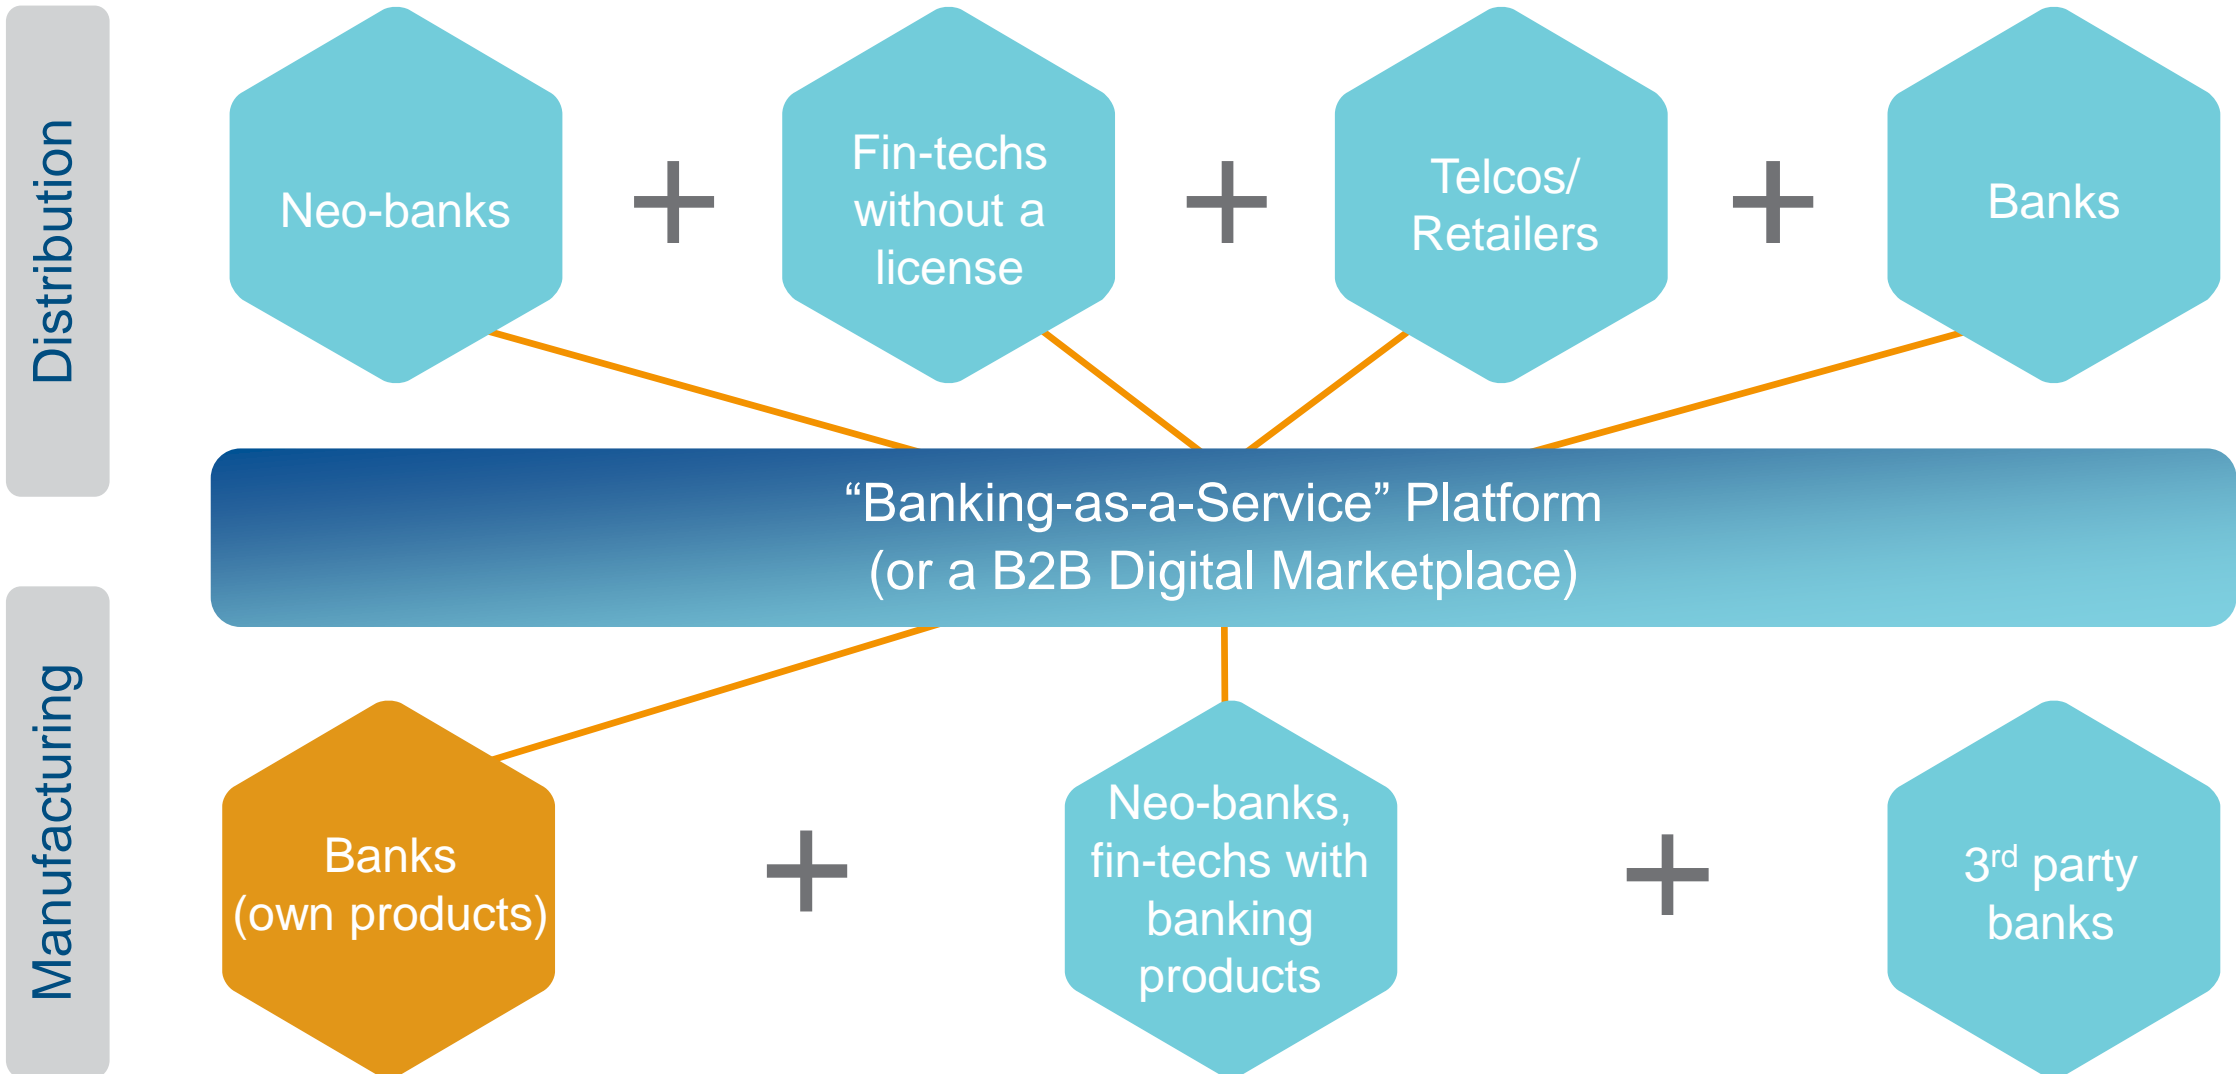 Distribution
Neo-banks
+
Fin-techs
without a
license
+
Telcos/
Retailers
+
Banks
“Banking-as-a-Service” Platform
(or a B2B Digital Marketplace)
Manufacturing
Banks
(own products)
+
Neo-banks,
fin-techs with
banking
products
+
3rd party
banks